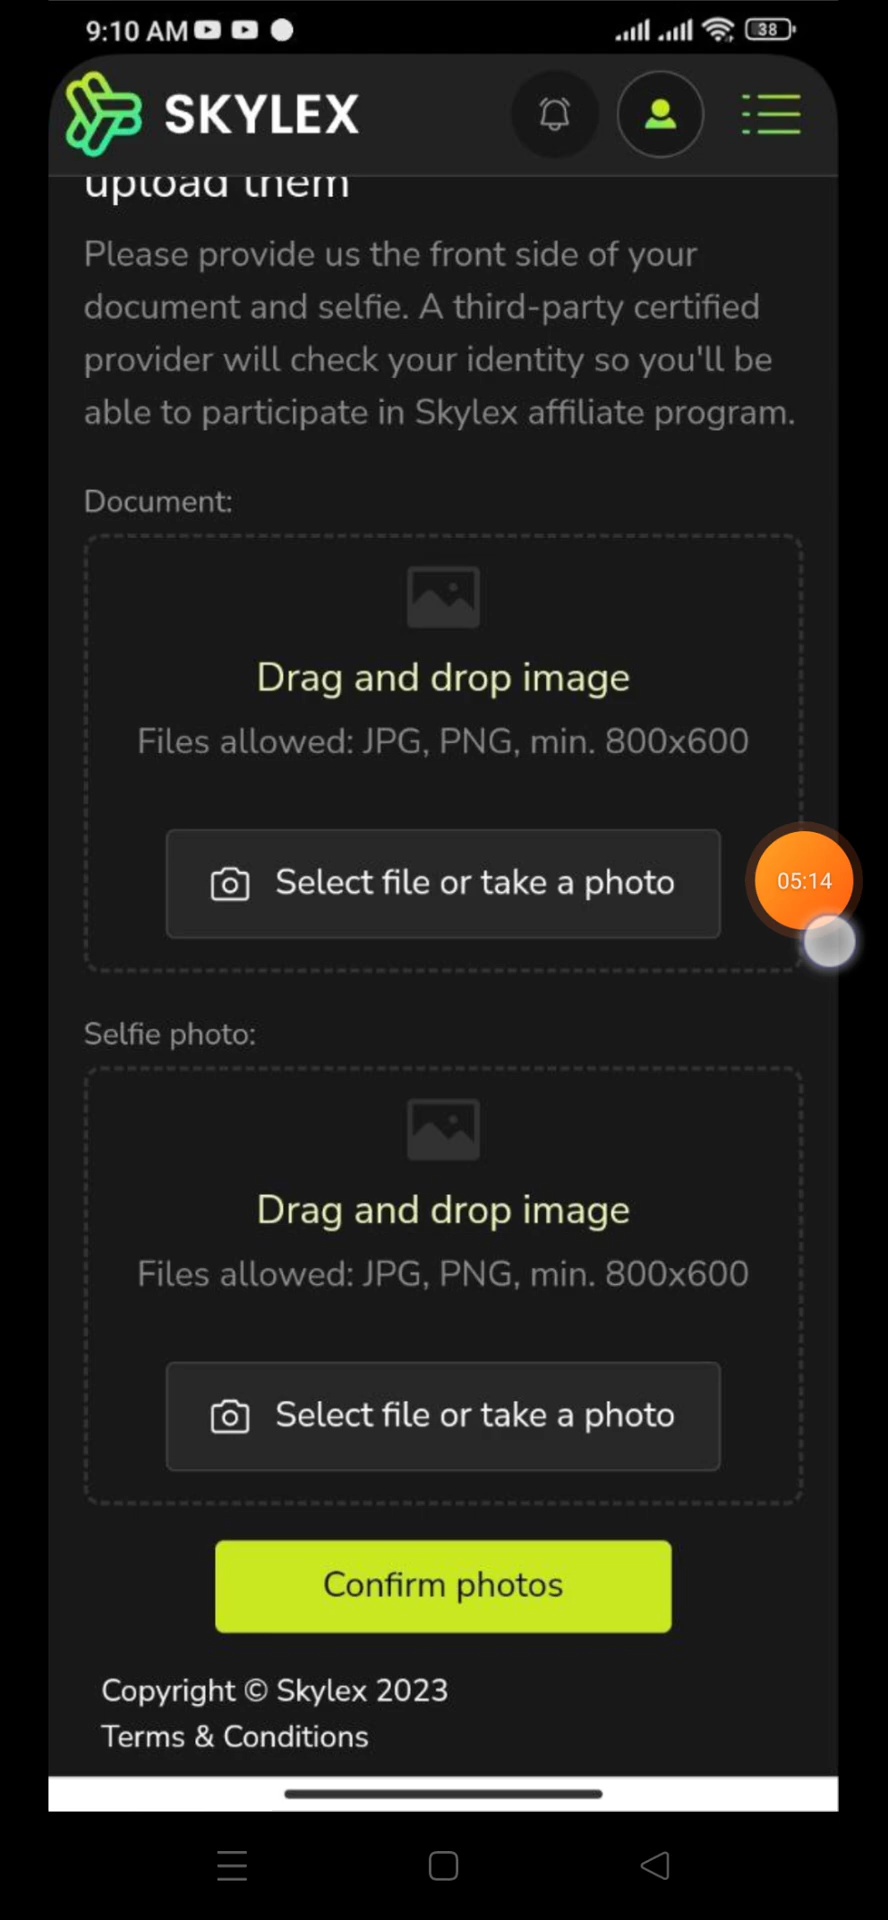 9:10 AM
38
SKYLEX
upload them
Please provide us the front side of your
document and selfie. A third-party certified
provider will check your identity so you'll be
able to participate in Skylex affiliate program.
Document:
Drag and drop image
Files allowed: JPG, PNG, min. 800x600
Select file or take a photo
05:14
Selfie photo:
Drag and drop image
Files allowed: JPG, PNG, min. 800x600
Select file or take a photo
Confirm photos
Copyright © Skylex 2023
Terms & Conditions